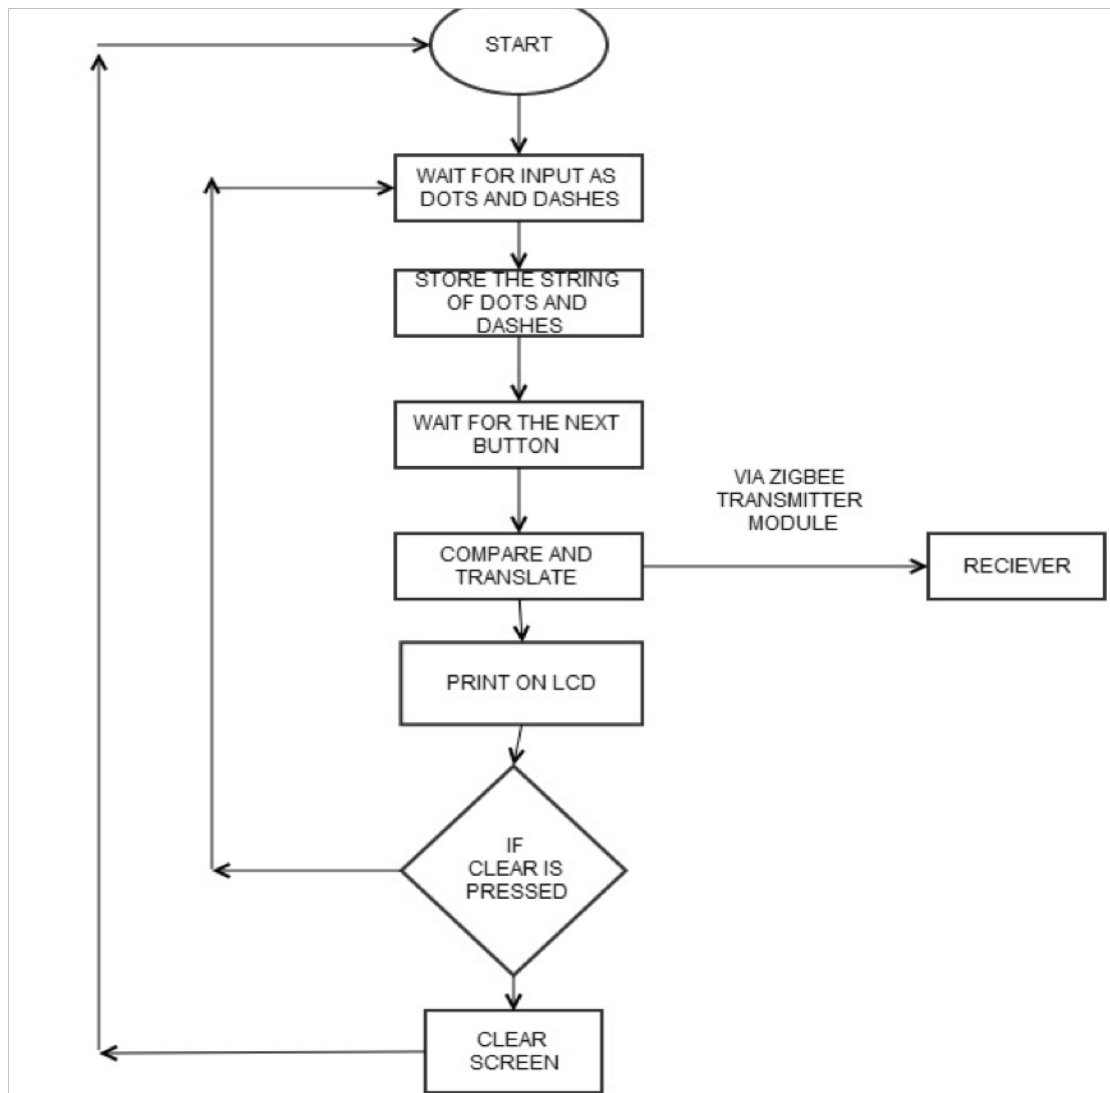 START
WAIT FOR INPUT AS
DOTS AND DASHES
STORE THE STRING
OF DOTS AND
DASHES
WAIT FOR THE NEXT
BUTTON
VIA ZIGBEE
TRANSMITTER
MODULE
COMPARE AND
TRANSLATE
RECIEVER
PRINT ON LCD
IF
CLEAR IS
PRESSED
CLEAR
SCREEN